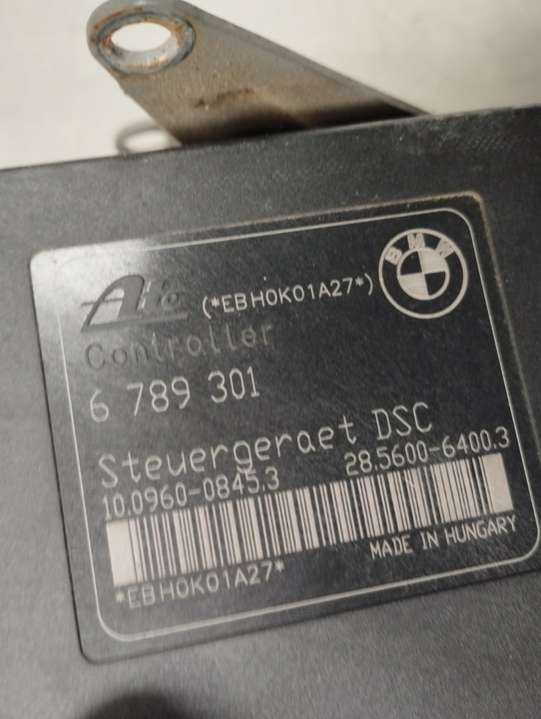 Ate (*EBH0K01A27*) BMW
Controller
6 789 301
Steuergeraet DSC
10.0960-0845.3 28.5600-6400.3
MADE IN HUNGARY
*EBH0K01A27*